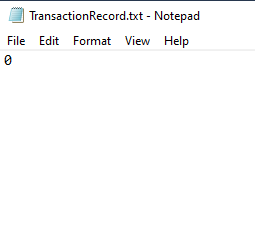 TransactionRecord.txt - Notepad
File Edit Format View Help
0